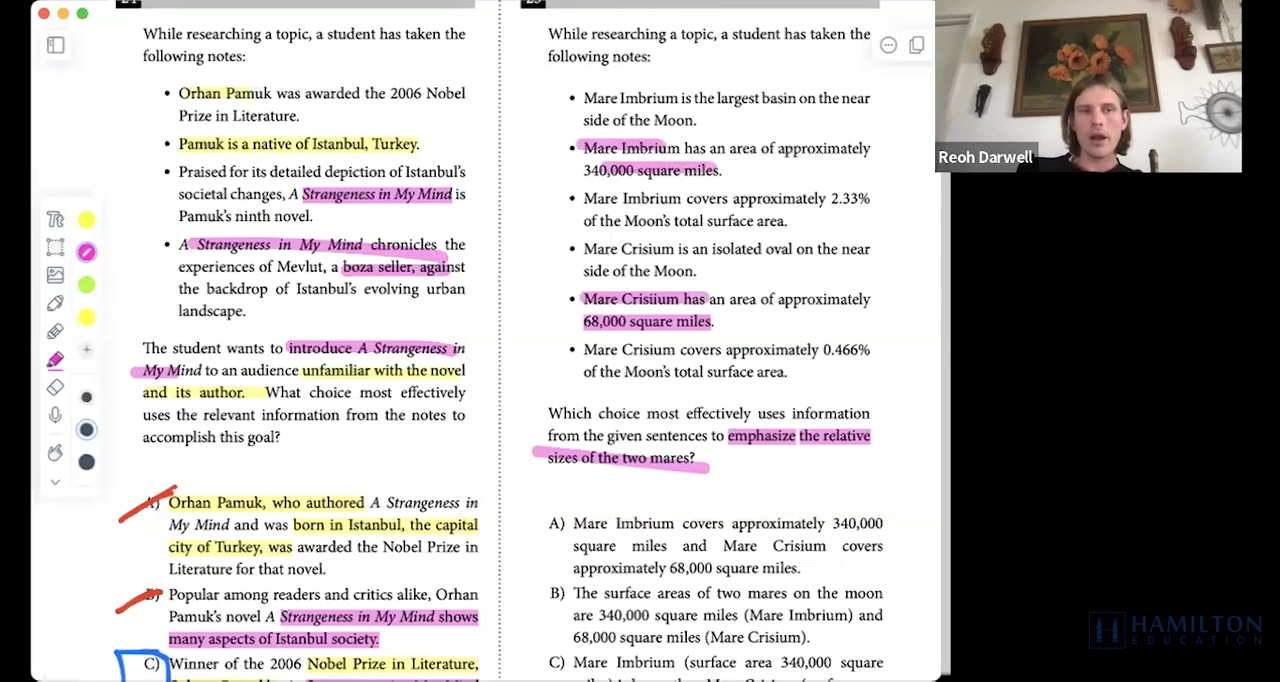 While researching a topic, a student has taken the
following notes:
• Orhan Pamuk was awarded the 2006 Nobel
Prize in Literature.
• Pamuk is a native of Istanbul, Turkey.
• Praised for its detailed depiction of Istanbul's
societal changes, A Strangeness in My Mind is
Pamuk's ninth novel.
• A Strangeness in My Mind chronicles the
experiences of Mevlut, a boza seller, against
the backdrop of Istanbul's evolving urban
landscape.
The student wants to introduce A Strangeness in
My Mind to an audience unfamiliar with the novel
and its author. What choice most effectively
uses the relevant information from the notes to
accomplish this goal?
A) Orhan Pamuk, who authored A Strangeness in
My Mind and was born in Istanbul, the capital
city of Turkey, was awarded the Nobel Prize in
Literature for that novel.
B) Popular among readers and critics alike, Orhan
Pamuk's novel A Strangeness in My Mind shows
many aspects of Istanbul society.
C) Winner of the 2006 Nobel Prize in Literature,
While researching a topic, a student has taken the
following notes:
• Mare Imbrium is the largest basin on the near
side of the Moon.
• Mare Imbrium has an area of approximately
340,000 square miles.
• Mare Imbrium covers approximately 2.33%
of the Moon's total surface area.
• Mare Crisium is an isolated oval on the near
side of the Moon.
• Mare Crisiium has an area of approximately
68,000 square miles.
• Mare Crisium covers approximately 0.466%
of the Moon's total surface area.
Which choice most effectively uses information
from the given sentences to emphasize the relative
sizes of the two mares?
A) Mare Imbrium covers approximately 340,000
square miles and Mare Crisium covers
approximately 68,000 square miles.
B) The surface areas of two mares on the moon
are 340,000 square miles (Mare Imbrium) and
68,000 square miles (Mare Crisium).
C) Mare Imbrium (surface area 340,000 square
Tt
Reoh Darwell
HAMILTON
EDUCATION